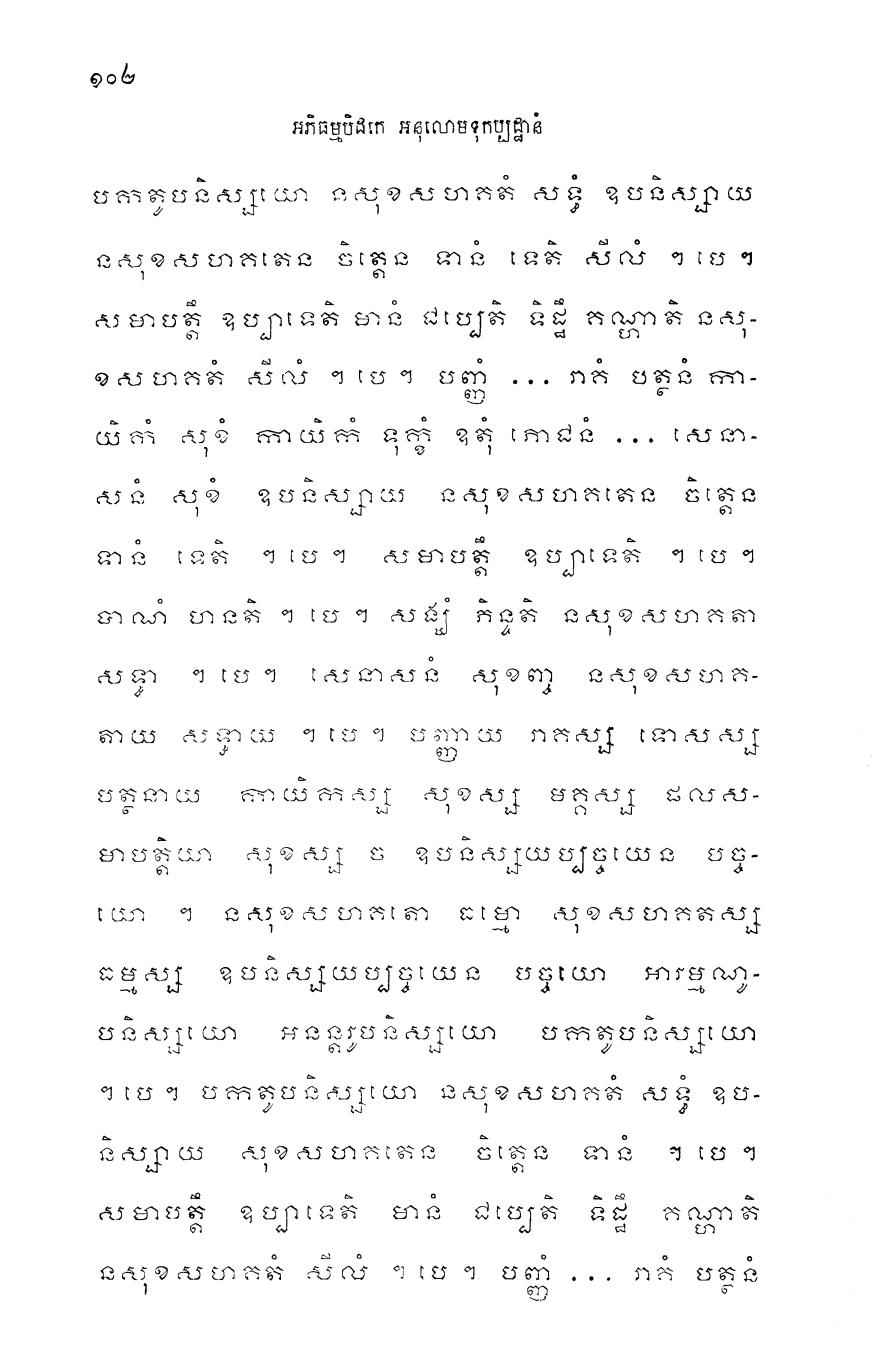 ១០២
អភិធម្មបិដកេ អនុលោមទុកប្បដ្ឋានំ
បកតូបនិស្សយោ នសុខសហគតំ សទ្ធំ ឧបនិស្សាយ
នសុខសហគតេន ចិត្តេន ទានំ ទេតិ សីលំ ។ បេ ។
សមាបត្តឹ ឧប្បាទេតិ មានំ ជប្បេតិ ទិដ្ឋឹ គណ្ហាតិ នសុ-
ខសហគតំ សីលំ ។ បេ ។ បញ្ញំ ... រាគំ បត្ថនំ កា-
យិកំ សុខំ កាយិកំ ទុក្ខំ ឧតុំ ភោជនំ ... សេនា-
សនំ សុខំ ឧបនិស្សាយ នសុខសហគតេន ចិត្តេន
ទានំ ទេតិ ។ បេ ។ សមាបត្តឹ ឧប្បាទេតិ ។ បេ ។
បាណំ ហនតិ ។ បេ ។ សង្ឃំ ភិន្ទតិ នសុខសហគតា
សទ្ធា ។ បេ ។ សេនាសនំ សុខញ្ច នសុខសហគ-
តាយ សទ្ធាយ ។ បេ ។ បញ្ញាយ រាគស្ស ទោសស្ស
បត្ថនាយ កាយិកស្ស សុខស្ស មគ្គស្ស ផលស-
មាបត្តិយា សុខស្ស ច ឧបនិស្សយប្បច្ចយេន បច្ច-
យោ ។ នសុខសហគតោ ធម្មោ សុខសហគតស្ស
ធម្មស្ស ឧបនិស្សយប្បច្ចយេន បច្ចយោ អារម្មណូ-
បនិស្សយោ អនន្តរូបនិស្សយោ បកតូបនិស្សយោ
។ បេ ។ បកតូបនិស្សយោ នសុខសហគតំ សទ្ធំ ឧប-
និស្សាយ សុខសហគតេន ចិត្តេន ទានំ ។ បេ ។
សមាបត្តឹ ឧប្បាទេតិ មានំ ជប្បេតិ ទិដ្ឋឹ គណ្ហាតិ
នសុខសហគតំ សីលំ ។ បេ ។ បញ្ញំ ... រាគំ បត្ថនំ